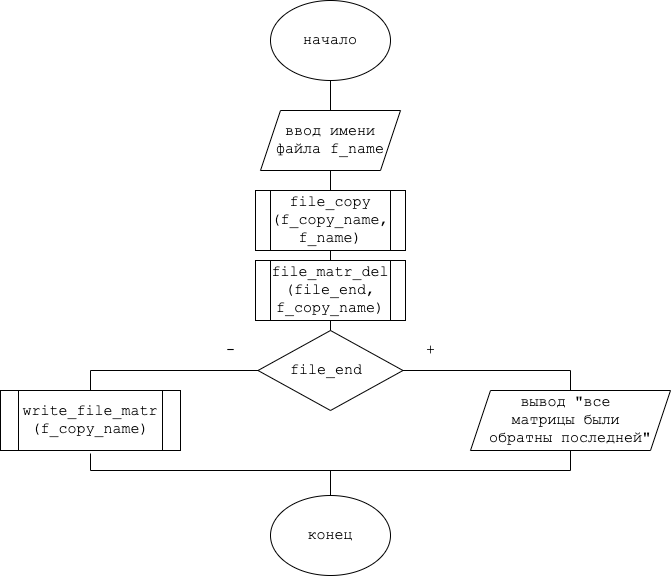 начало
ввод имени
файла f_name
file_copy
(f_copy_name,
f_name)
file_matr_del
(file_end,
f_copy_name)
–
+
file_end
write_file_matr
(f_copy_name)
вывод "все
матрицы были
обратны последней"
конец